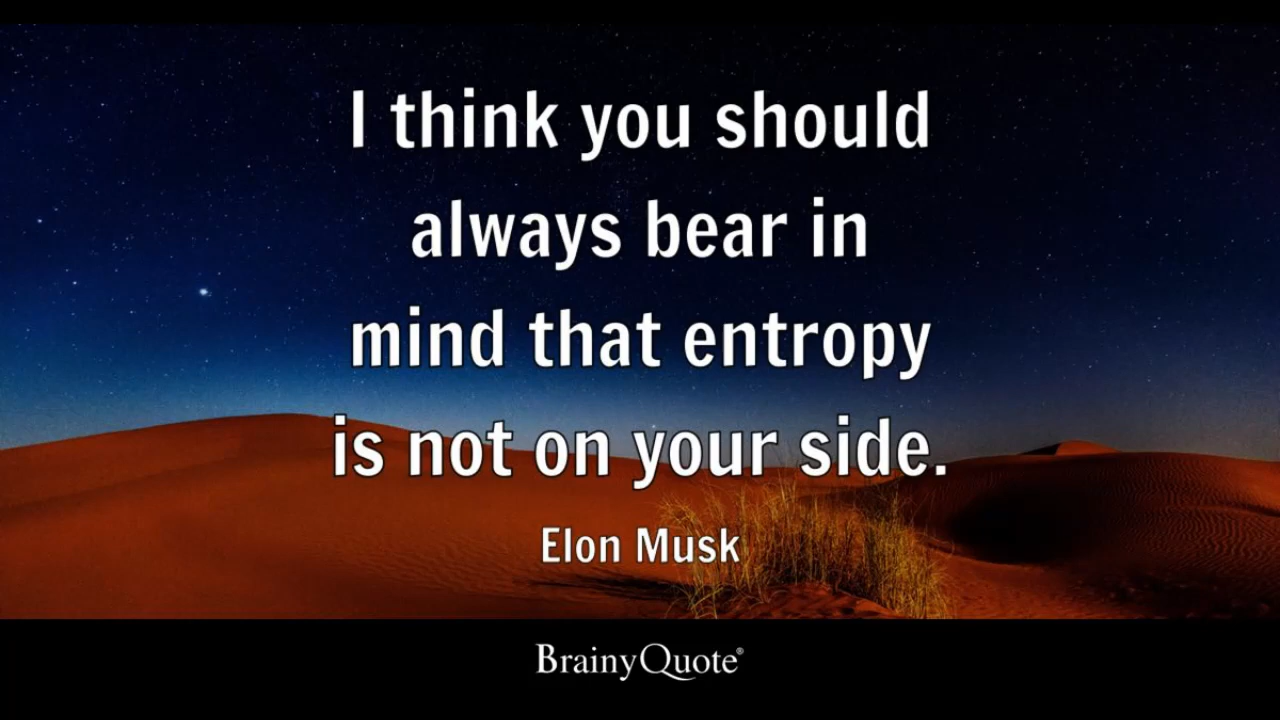 I think you should
always bear in
mind that entropy
is not on your side.
Elon Musk
BrainyQuote®